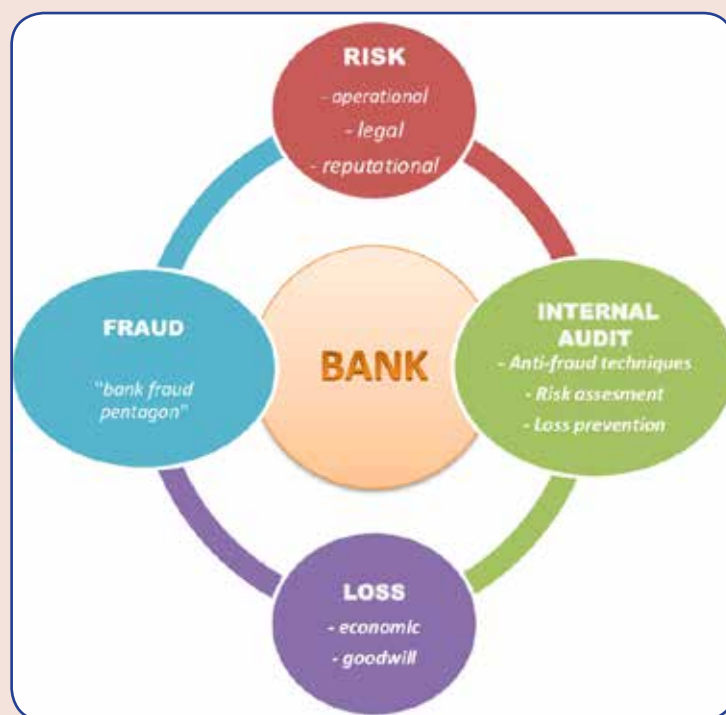 RISK
- operational
- legal
- reputational
FRAUD
"bank fraud
pentagon"
BANK
INTERNAL
AUDIT
- Anti-fraud techniques
- Risk assesment
- Loss prevention
LOSS
- economic
- goodwill